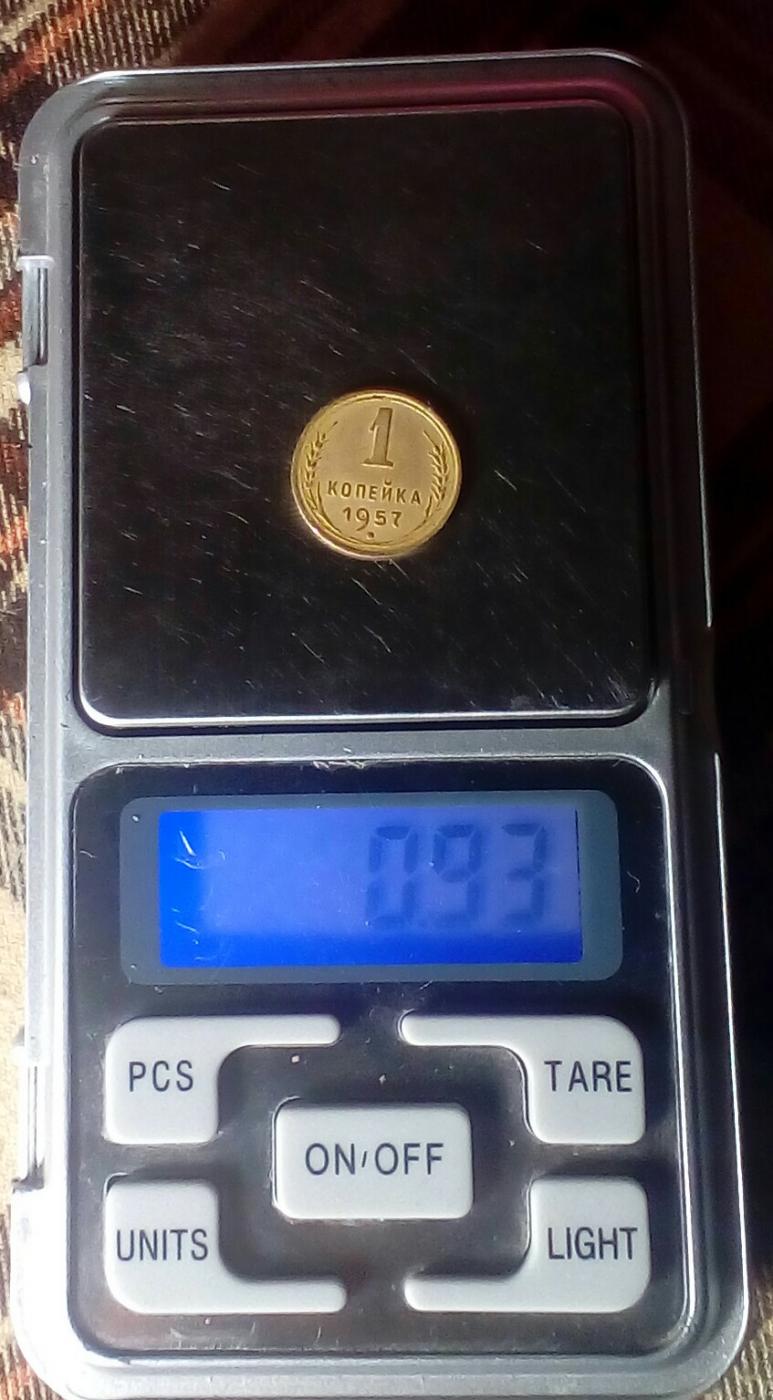 1
КОПЕЙКА
1957
0.93
PCS
TARE
ON/OFF
UNITS
LIGHT